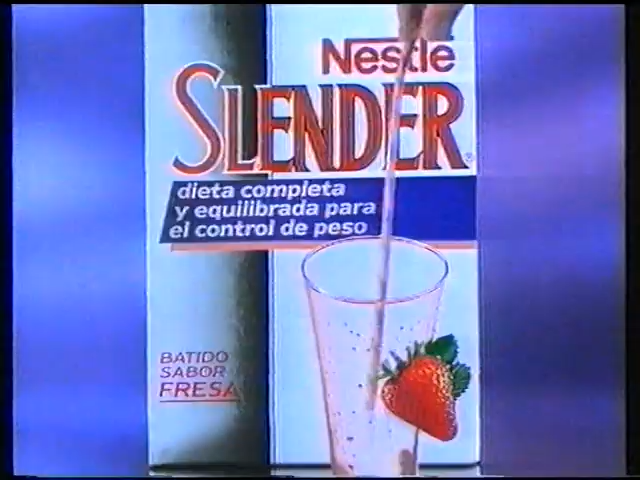 Nestle
SLENDER
dieta completa
y equilibrada para
el control de peso
BATIDO
SABOR
FRESA